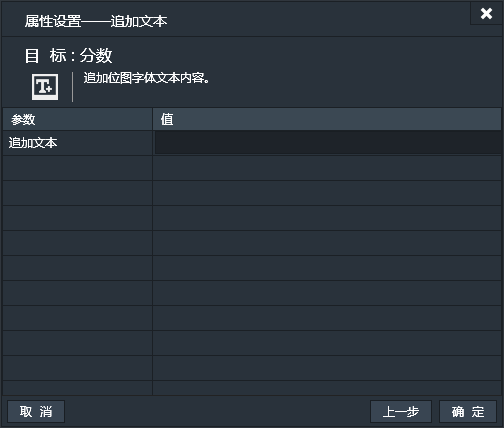 属性设置——追加文本
目 标 : 分数
T+
追加位图字体文本内容。
参数 值
追加文本
取 消 上一步 确 定